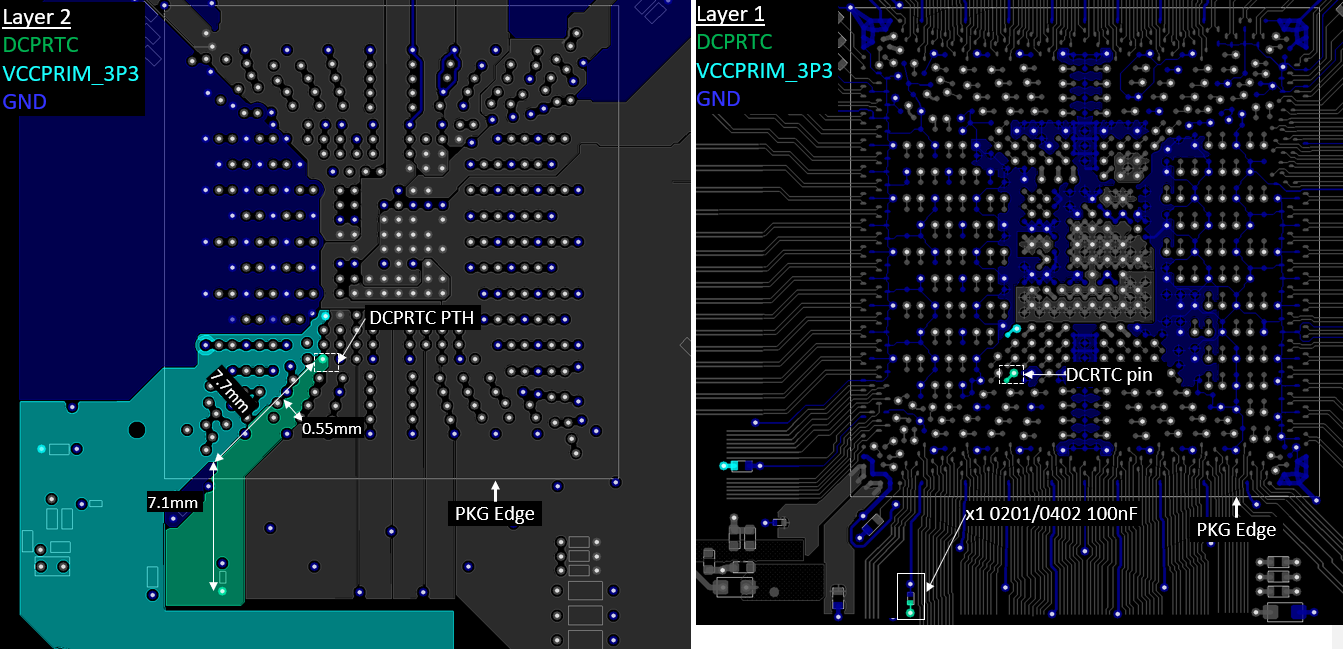 Layer 2
DCPRTC
VCCPRIM_3P3
GND
DCPRTC PTH
7.7mm
0.55mm
7.1mm
PKG Edge
Layer 1
DCPRTC
VCCPRIM_3P3
GND
DCRTC pin
x1 0201/0402 100nF
PKG Edge